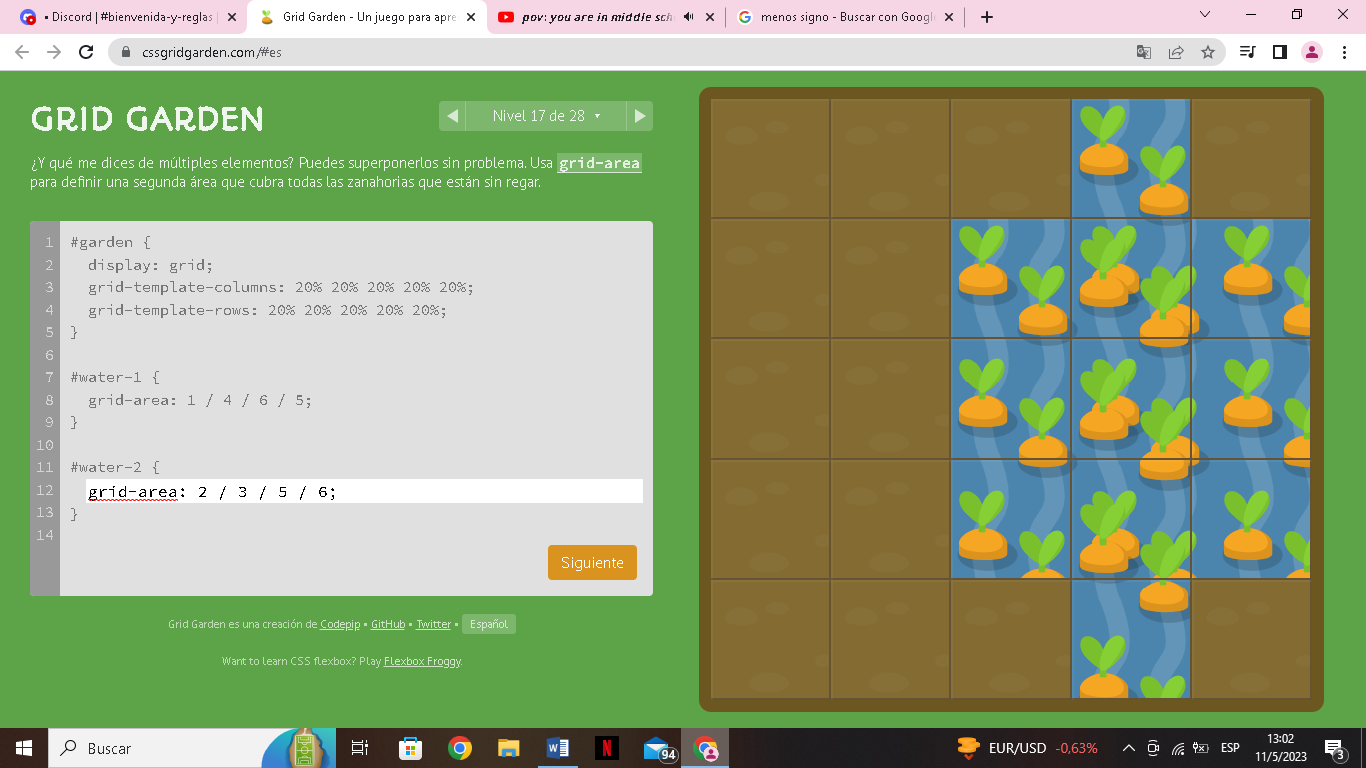 • Discord | #bienvenida-y-reglas
Grid Garden - Un juego para apre
pov: you are in middle sch
menos signo - Buscar con Google
cssgridgarden.com/#es
GRID GARDEN
Nivel 17 de 28
¿Y qué me dices de múltiples elementos? Puedes superponerlos sin problema. Usa grid-area
para definir una segunda área que cubra todas las zanahorias que están sin regar.
1 #garden {
2 display: grid;
3 grid-template-columns: 20% 20% 20% 20% 20%;
4 grid-template-rows: 20% 20% 20% 20% 20%;
5 }
6
7 #water-1 {
8 grid-area: 1 / 4 / 6 / 5;
9 }
10
11 #water-2 {
12 grid-area: 2 / 3 / 5 / 6;
13 }
14
Siguiente
Grid Garden es una creación de Codepip • GitHub • Twitter • Español
Want to learn CSS flexbox? Play Flexbox Froggy.
Buscar
W
N
94
EUR/USD -0,63%
ESP
13:02
11/5/2023
3